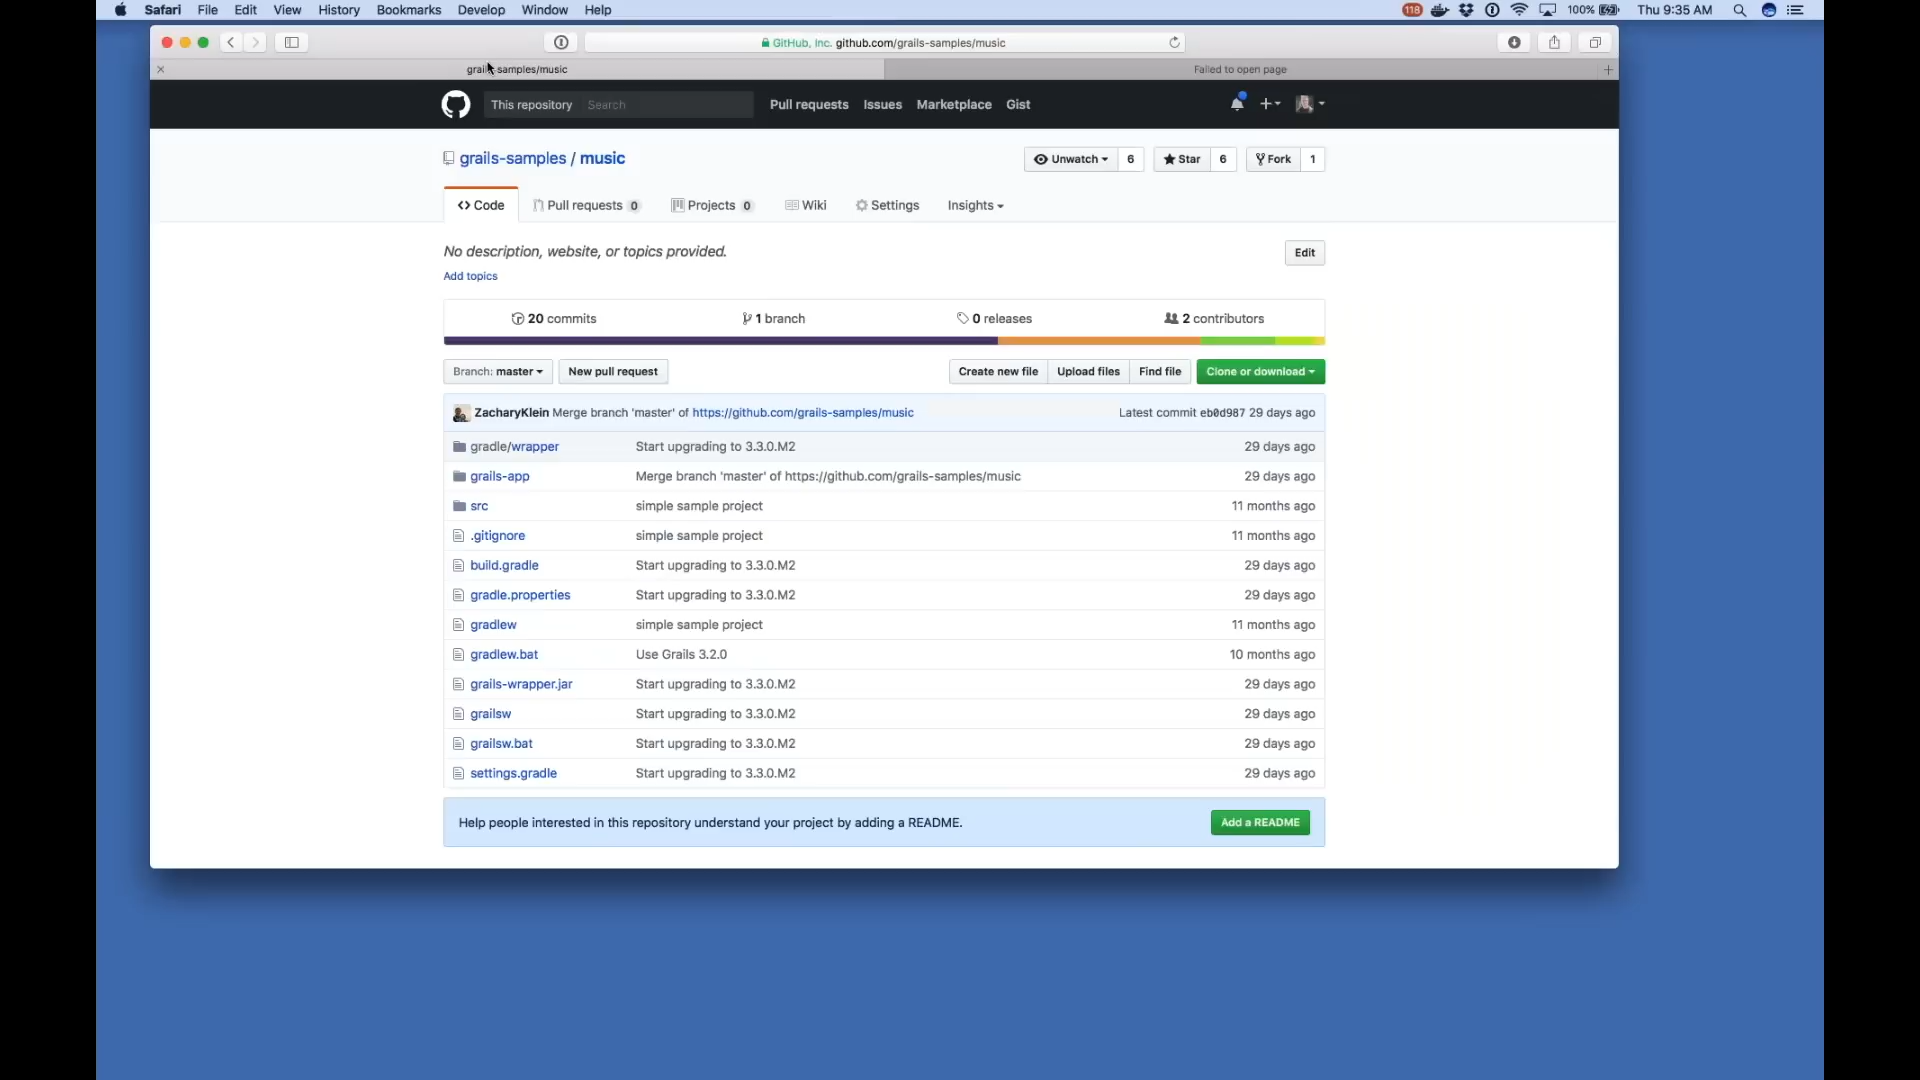 Safari File Edit View History Bookmarks Develop Window Help 118 100% Thu 9:35 AM
GitHub, Inc. github.com/grails-samples/music
grails-samples/music Failed to open page
This repository Search Pull requests Issues Marketplace Gist
grails-samples / music Unwatch 6 Star 6 Fork 1
Code Pull requests 0 Projects 0 Wiki Settings Insights
No description, website, or topics provided. Edit
Add topics
20 commits 1 branch 0 releases 2 contributors
Branch: master New pull request Create new file Upload files Find file Clone or download
ZacharyKlein Merge branch 'master' of https://github.com/grails-samples/music Latest commit eb0d987 29 days ago
gradle/wrapper Start upgrading to 3.3.0.M2 29 days ago
grails-app Merge branch 'master' of https://github.com/grails-samples/music 29 days ago
src simple sample project 11 months ago
.gitignore simple sample project 11 months ago
build.gradle Start upgrading to 3.3.0.M2 29 days ago
gradle.properties Start upgrading to 3.3.0.M2 29 days ago
gradlew simple sample project 11 months ago
gradlew.bat Use Grails 3.2.0 10 months ago
grails-wrapper.jar Start upgrading to 3.3.0.M2 29 days ago
grailsw Start upgrading to 3.3.0.M2 29 days ago
grailsw.bat Start upgrading to 3.3.0.M2 29 days ago
settings.gradle Start upgrading to 3.3.0.M2 29 days ago
Help people interested in this repository understand your project by adding a README. Add a README